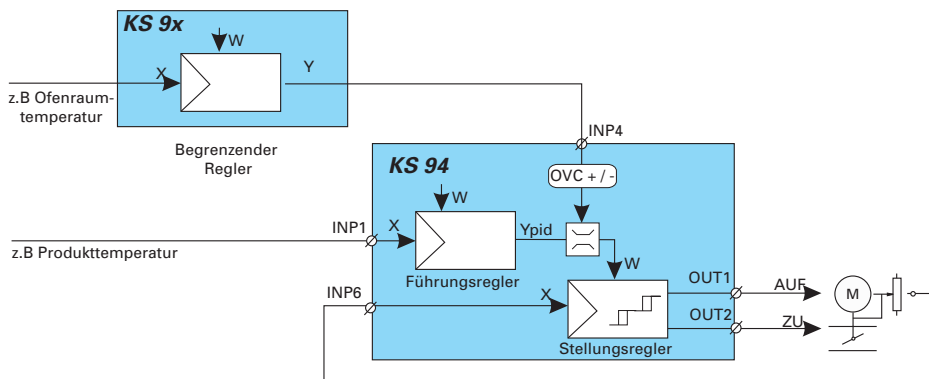 KS 9x
W
X
Y
z.B Ofenraum-
temperatur
Begrenzender
Regler
INP4
KS 94
OVC + / -
W
INP1
X
Ypid
z.B Produkttemperatur
Führungsregler
W
INP6
X
OUT1
AUF
M
OUT2
ZU
Stellungsregler